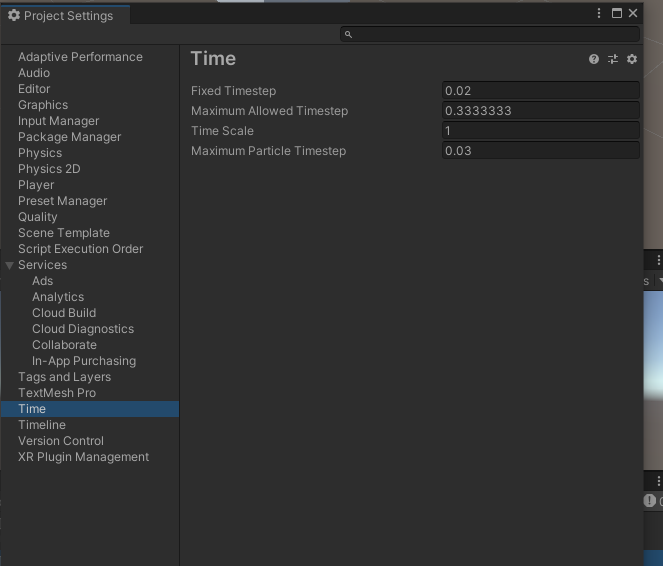 Project Settings
Adaptive Performance
Audio
Editor
Graphics
Input Manager
Package Manager
Physics
Physics 2D
Player
Preset Manager
Quality
Scene Template
Script Execution Order
Services
Ads
Analytics
Cloud Build
Cloud Diagnostics
Collaborate
In-App Purchasing
Tags and Layers
TextMesh Pro
Time
Timeline
Version Control
XR Plugin Management
Time
Fixed Timestep 0.02
Maximum Allowed Timestep 0.3333333
Time Scale 1
Maximum Particle Timestep 0.03